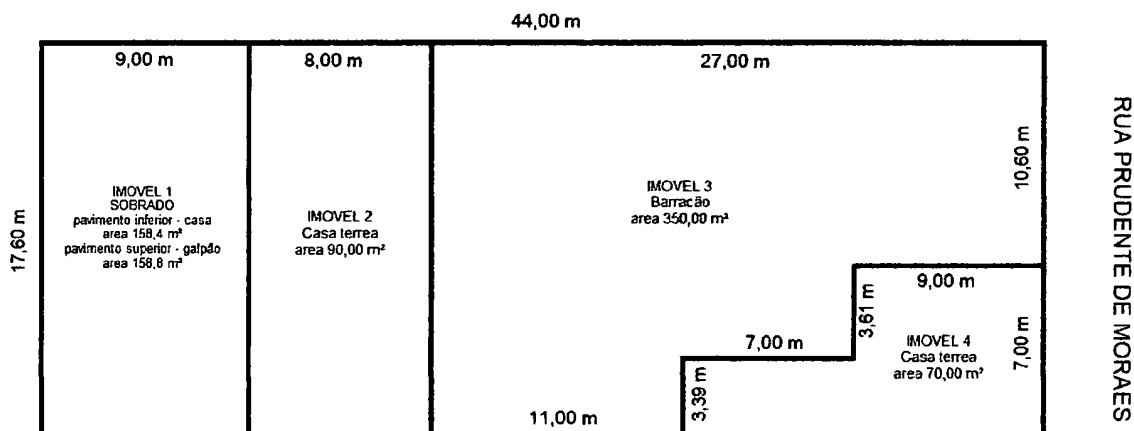 44,00 m
9,00 m
8,00 m
27,00 m
17,60 m
IMOVEL 1
SOBRADO
pavimento inferior - casa
area 158,4 m²
pavimento superior - galpão
area 158,8 m²
IMOVEL 2
Casa terrea
area 90,00 m²
IMOVEL 3
Barracão
area 350,00 m²
10,60 m
9,00 m
3,61 m
7,00 m
3,39 m
11,00 m
IMOVEL 4
Casa terrea
area 70,00 m²
7,00 m
RUA PRUDENTE DE MORAES